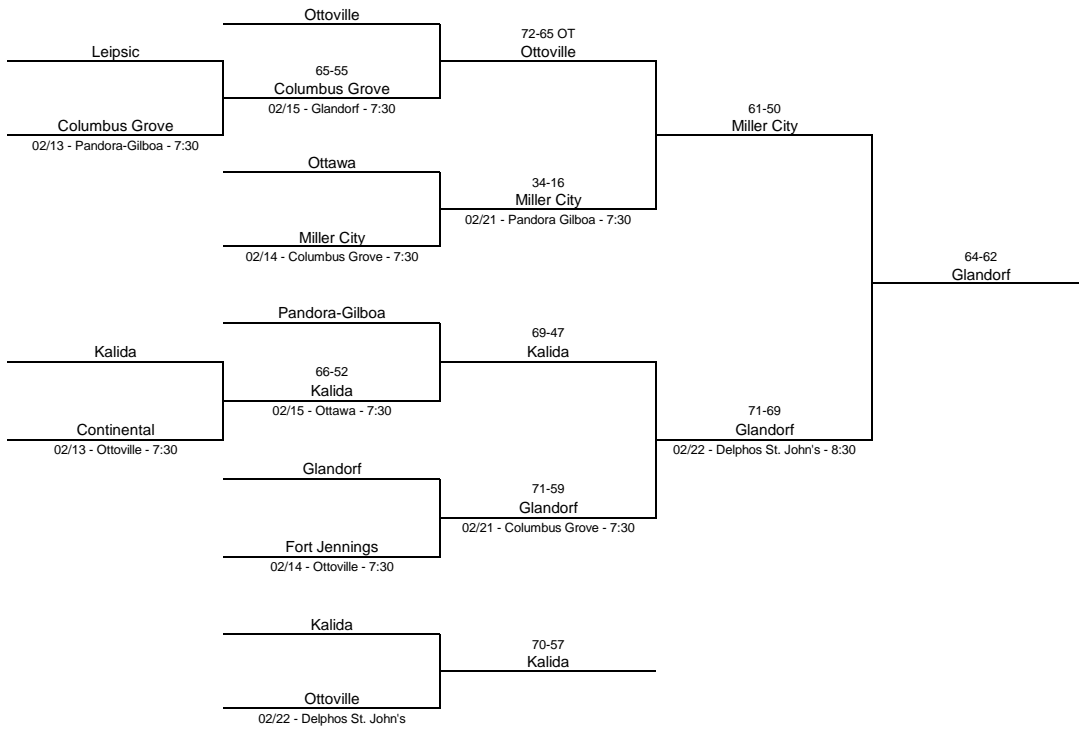 Ottoville
72-65 OT
Leipsic
Ottoville
65-55
Columbus Grove
02/15 - Glandorf - 7:30
61-50
Columbus Grove
Miller City
02/13 - Pandora-Gilboa - 7:30
Ottawa
34-16
Miller City
02/21 - Pandora Gilboa - 7:30
Miller City
02/14 - Columbus Grove - 7:30
64-62
Glandorf
Pandora-Gilboa
69-47
Kalida
Kalida
66-52
Kalida
02/15 - Ottawa - 7:30
71-69
Continental
Glandorf
02/13 - Ottoville - 7:30
02/22 - Delphos St. John's - 8:30
Glandorf
71-59
Glandorf
02/21 - Columbus Grove - 7:30
Fort Jennings
02/14 - Ottoville - 7:30
Kalida
70-57
Kalida
Ottoville
02/22 - Delphos St. John's